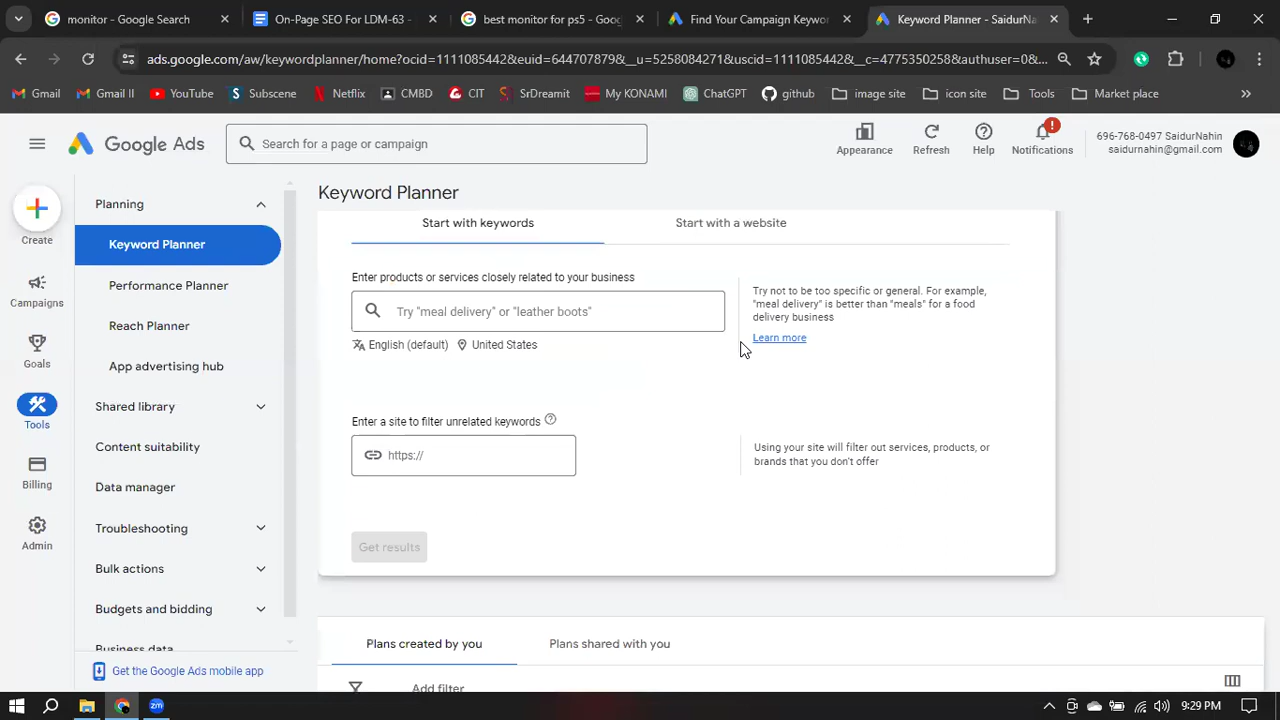 monitor - Google Search
On-Page SEO For LDM-63 -
best monitor for ps5 - Goog
Find Your Campaign Keywor
Keyword Planner - SaidurNa
ads.google.com/aw/keywordplanner/home?ocid=1111085442&euid=644707879&__u=5258084271&uscid=1111085442&__c=4775350258&authuser=0&...
Gmail
Gmail II
YouTube
Subscene
Netflix
CMBD
CIT
SrDreamit
My KONAMI
ChatGPT
github
image site
icon site
Tools
Market place
Google Ads
Search for a page or campaign
Appearance
Refresh
Help
Notifications
696-768-0497 SaidurNahin
saidurnahin@gmail.com
Create
Campaigns
Goals
Tools
Billing
Admin
Planning
Keyword Planner
Performance Planner
Reach Planner
App advertising hub
Shared library
Content suitability
Data manager
Troubleshooting
Bulk actions
Budgets and bidding
Business data
Get the Google Ads mobile app
Keyword Planner
Start with keywords
Start with a website
Enter products or services closely related to your business
Try "meal delivery" or "leather boots"
English (default)
United States
Try not to be too specific or general. For example,
"meal delivery" is better than "meals" for a food
delivery business
Learn more
Enter a site to filter unrelated keywords
https://
Using your site will filter out services, products, or
brands that you don't offer
Get results
Plans created by you
Plans shared with you
Add filter
9:29 PM